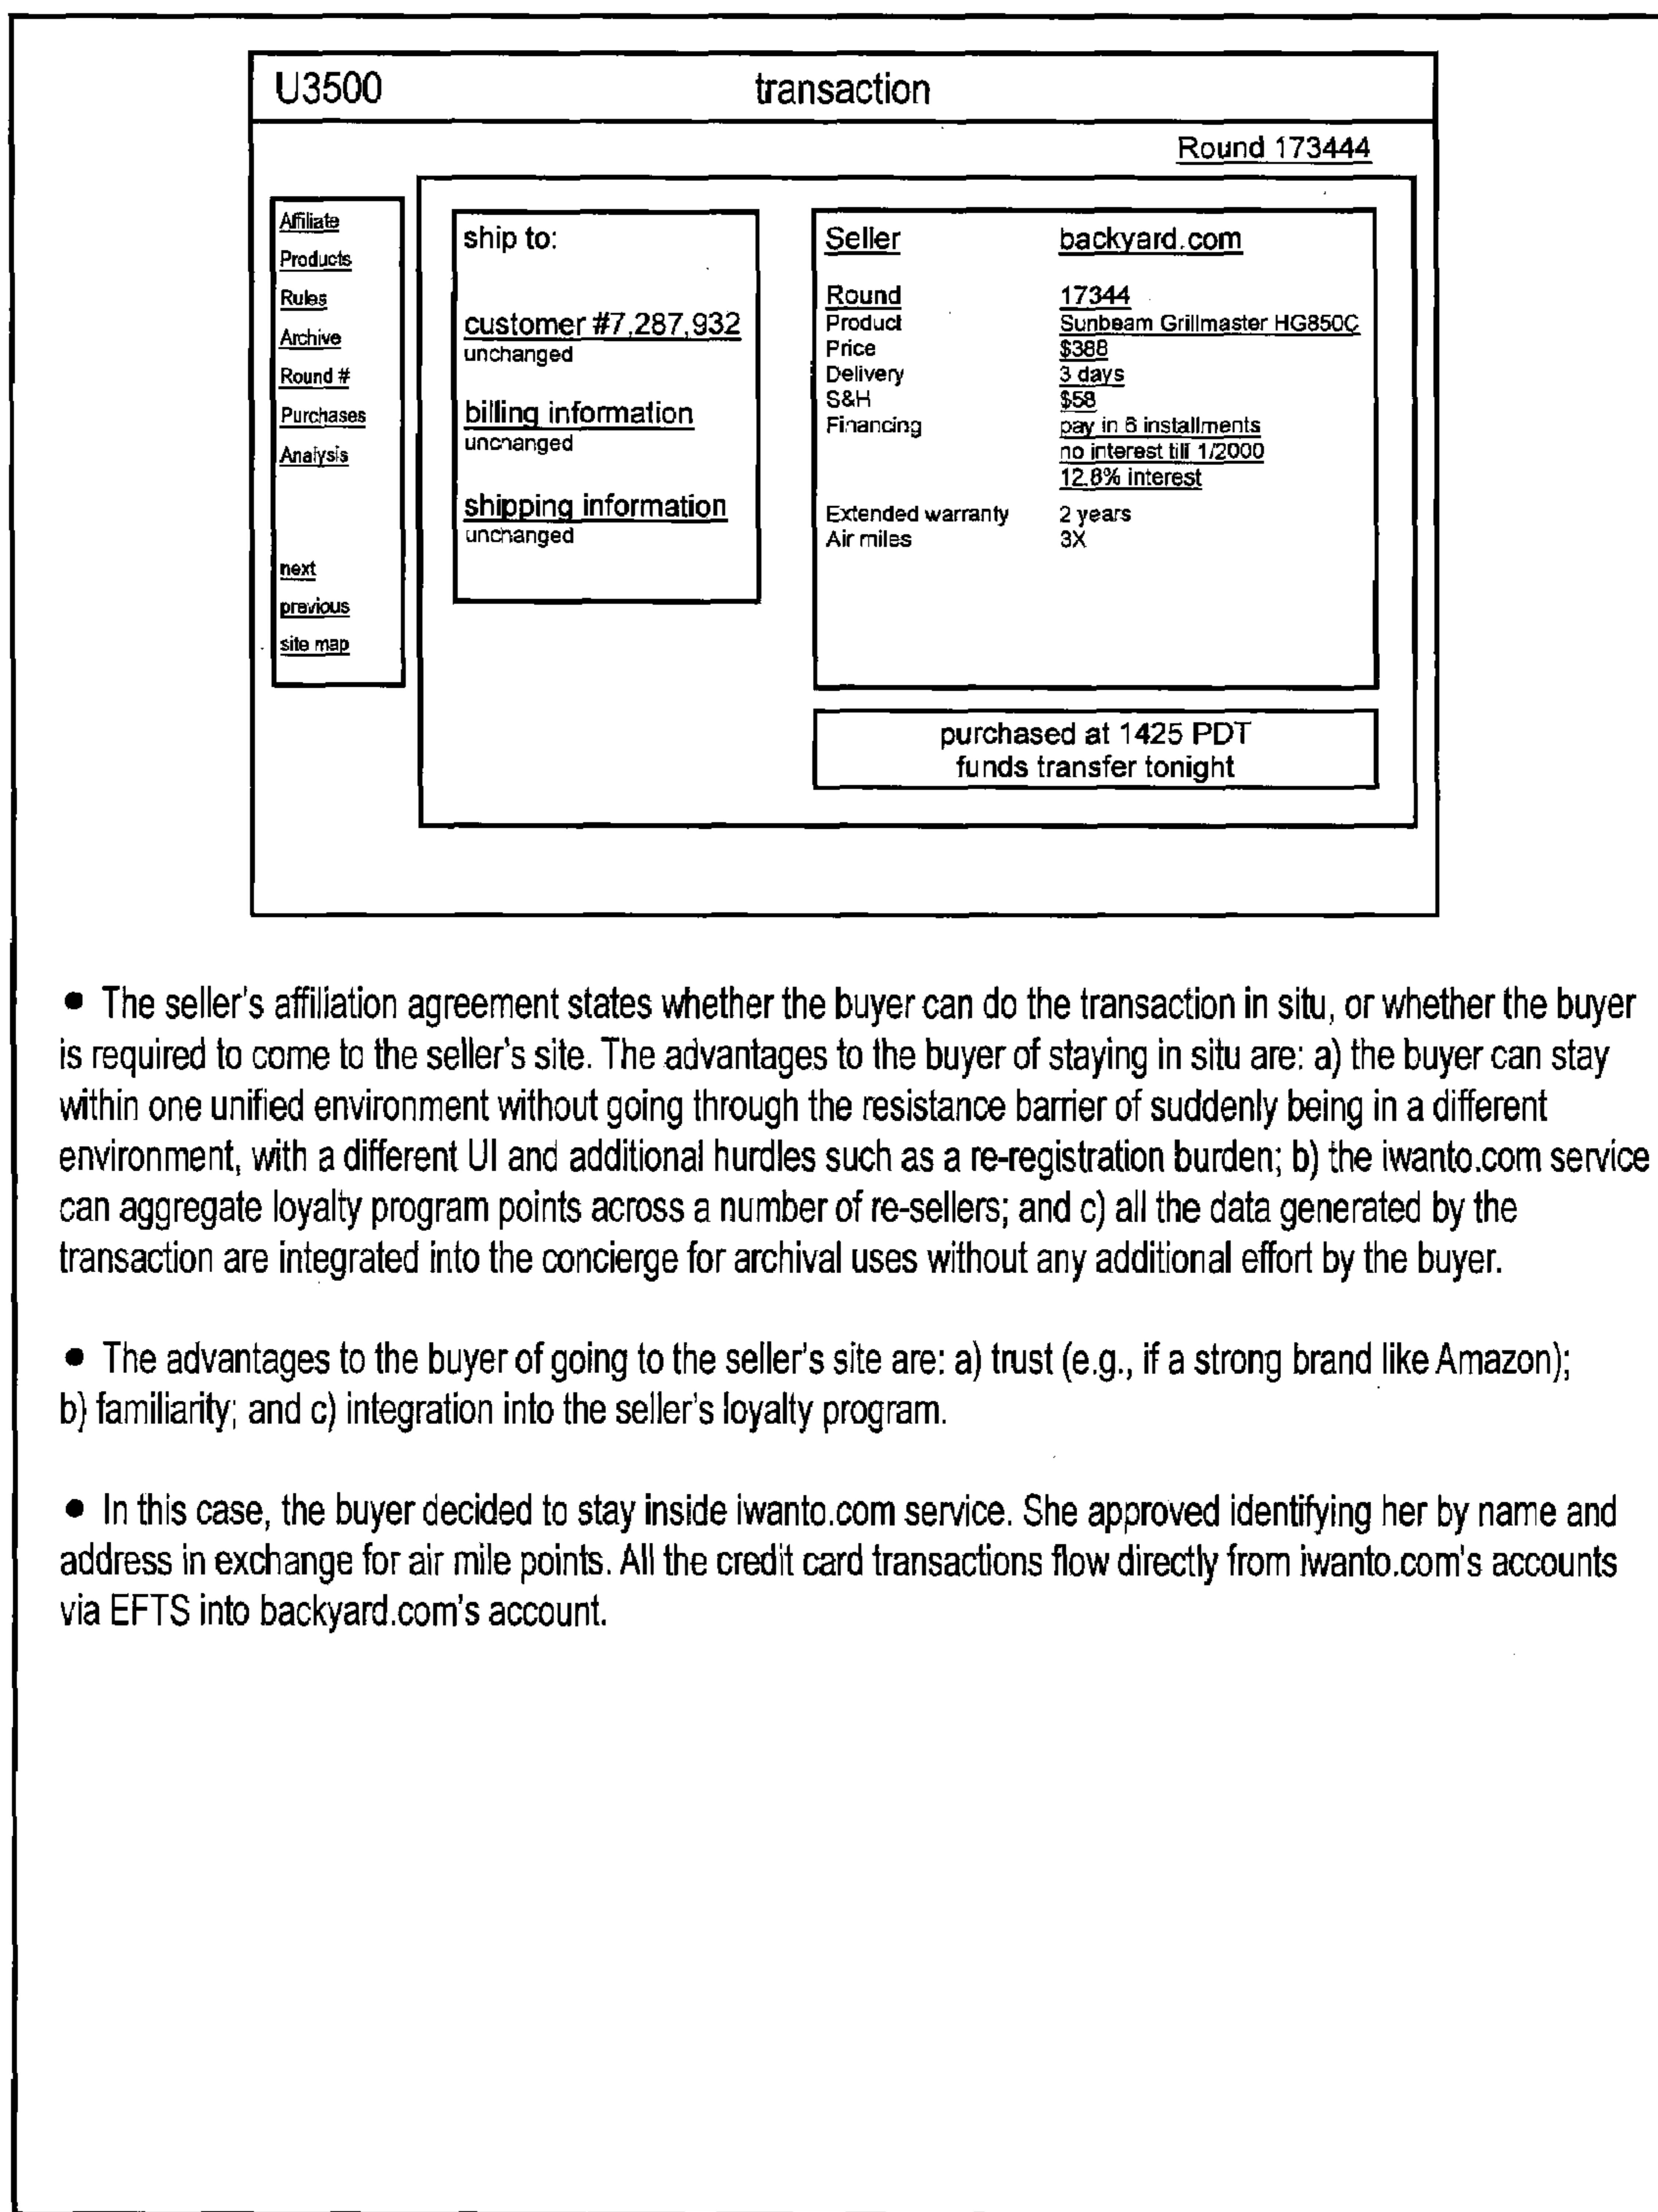 U3500 transaction
Round 173444
Affiliate
Products
Rules
Archive
Round #
Purchases
Analysis
next
previous
site map
ship to:
customer #7,287,932
unchanged
billing information
unchanged
shipping information
unchanged
Seller backyard.com
Round 17344
Product Sunbeam Grillmaster HG850C
Price $388
Delivery 3 days
S&H $58
Financing pay in 6 installments
no interest till 1/2000
12.8% interest
Extended warranty 2 years
Air miles 3X
purchased at 1425 PDT
funds transfer tonight
• The seller's affiliation agreement states whether the buyer can do the transaction in situ, or whether the buyer
is required to come to the seller's site. The advantages to the buyer of staying in situ are: a) the buyer can stay
within one unified environment without going through the resistance barrier of suddenly being in a different
environment, with a different UI and additional hurdles such as a re-registration burden; b) the iwanto.com service
can aggregate loyalty program points across a number of re-sellers; and c) all the data generated by the
transaction are integrated into the concierge for archival uses without any additional effort by the buyer.
• The advantages to the buyer of going to the seller's site are: a) trust (e.g., if a strong brand like Amazon);
b) familiarity; and c) integration into the seller's loyalty program.
• In this case, the buyer decided to stay inside iwanto.com service. She approved identifying her by name and
address in exchange for air mile points. All the credit card transactions flow directly from iwanto.com's accounts
via EFTS into backyard.com's account.